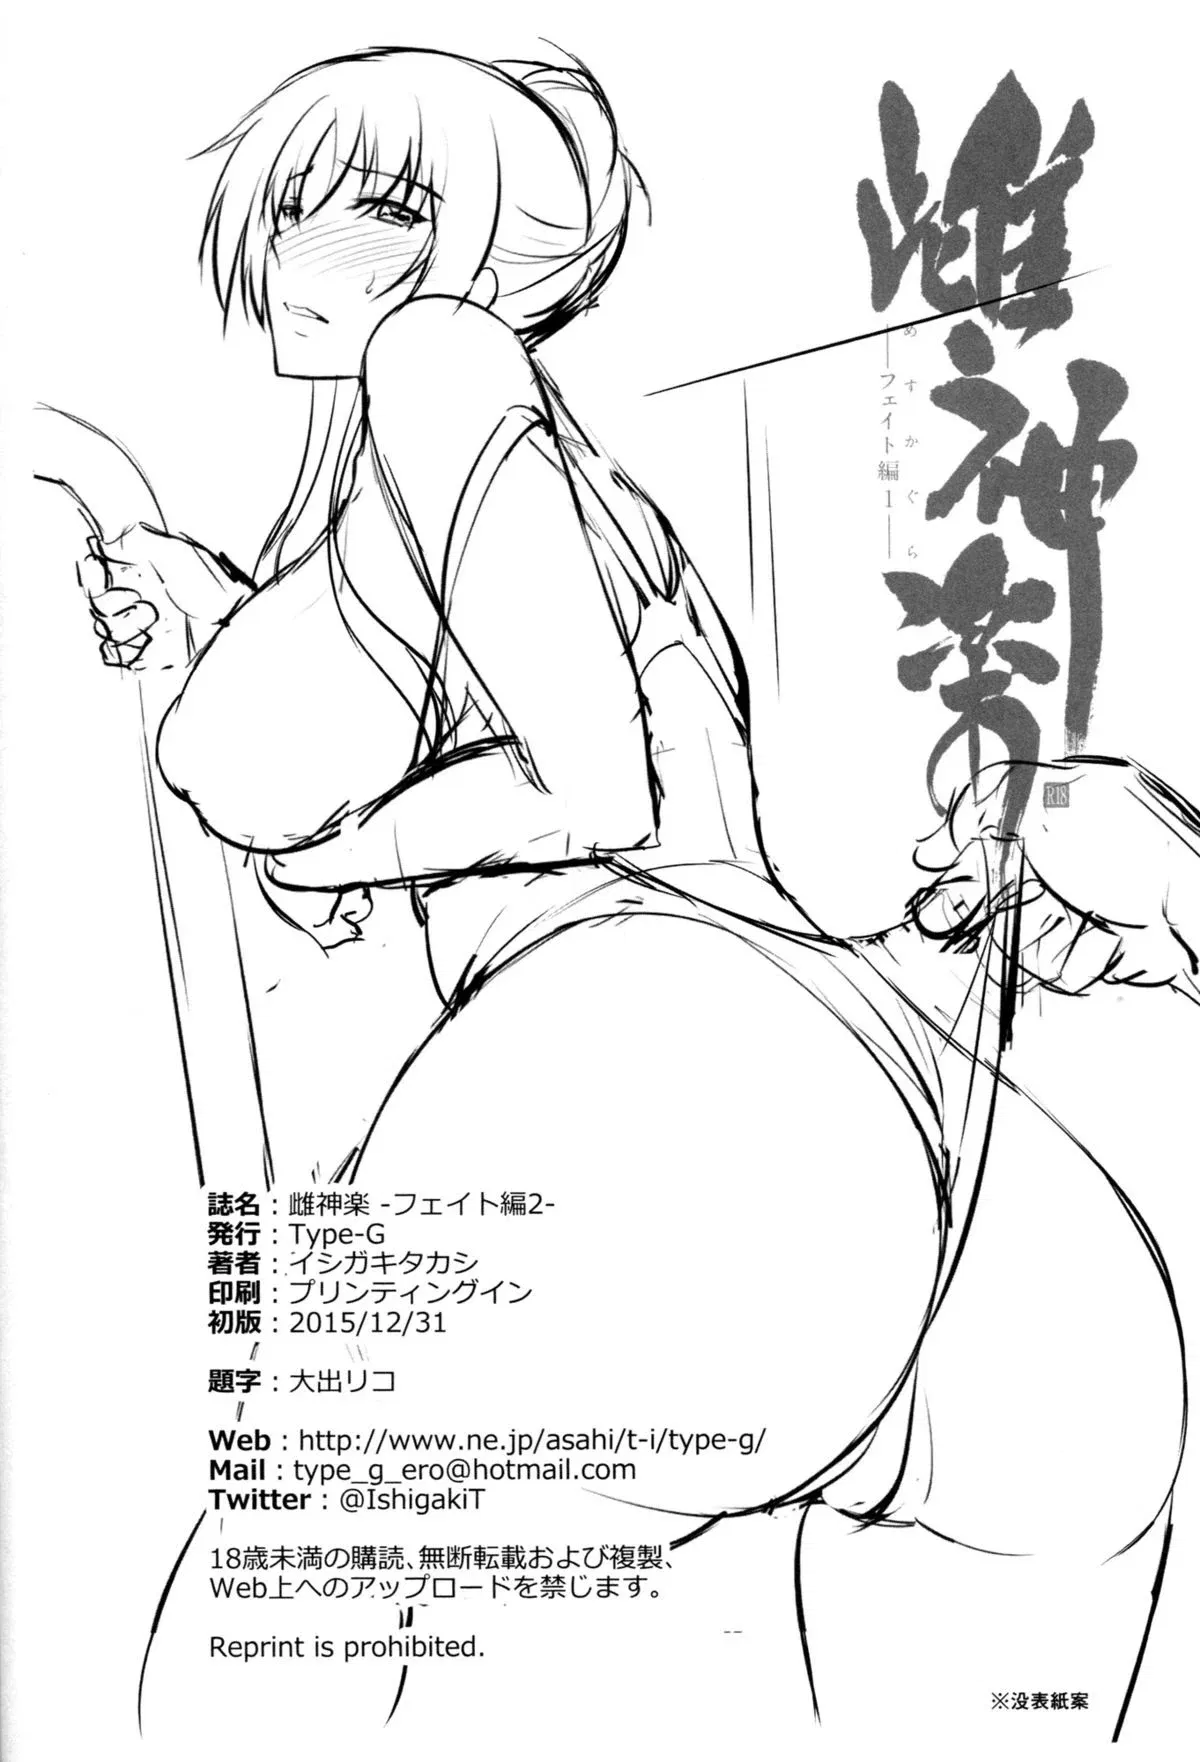 雌神楽
めすかぐら
―フェイト編1―
R18
誌名：雌神楽 -フェイト編2-
発行：Type-G
著者：イシガキタカシ
印刷：プリンティングイン
初版：2015/12/31
題字：大出リコ
Web：http://www.ne.jp/asahi/t-i/type-g/
Mail：type_g_ero@hotmail.com
Twitter：@IshigakiT
18歳未満の購読、無断転載および複製、
Web上へのアップロードを禁じます。
Reprint is prohibited.
※没表紙案